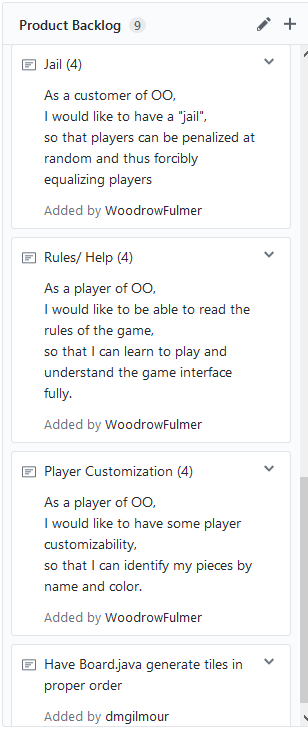 Product Backlog 9
Jail (4)
As a customer of OO,
I would like to have a "jail",
so that players can be penalized at
random and thus forcibly
equalizing players
Added by WoodrowFulmer
Rules/ Help (4)
As a player of OO,
I would like to be able to read the
rules of the game,
so that I can learn to play and
understand the game interface
fully.
Added by WoodrowFulmer
Player Customization (4)
As a player of OO,
I would like to have some player
customizability,
so that I can identify my pieces by
name and color.
Added by WoodrowFulmer
Have Board.java generate tiles in
proper order
Added by dmgilmour